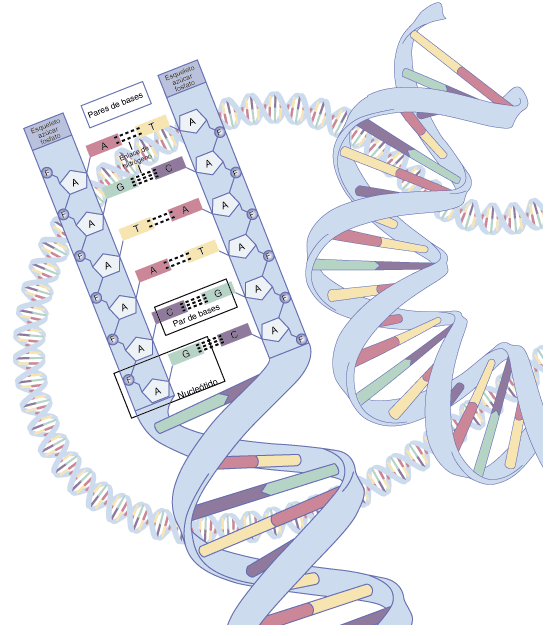 Esqueleto
azúcar
fosfato
Pares de bases
Esqueleto
azúcar
fosfato
A T
Enlace de
hidrógeno
G C
T A
A T
C G
Par de bases
G C
Nucleótido
F
F
F
F
F
F
A
A
A
A
A
A
A
A
A
A
A
A
F
F
F
F
F